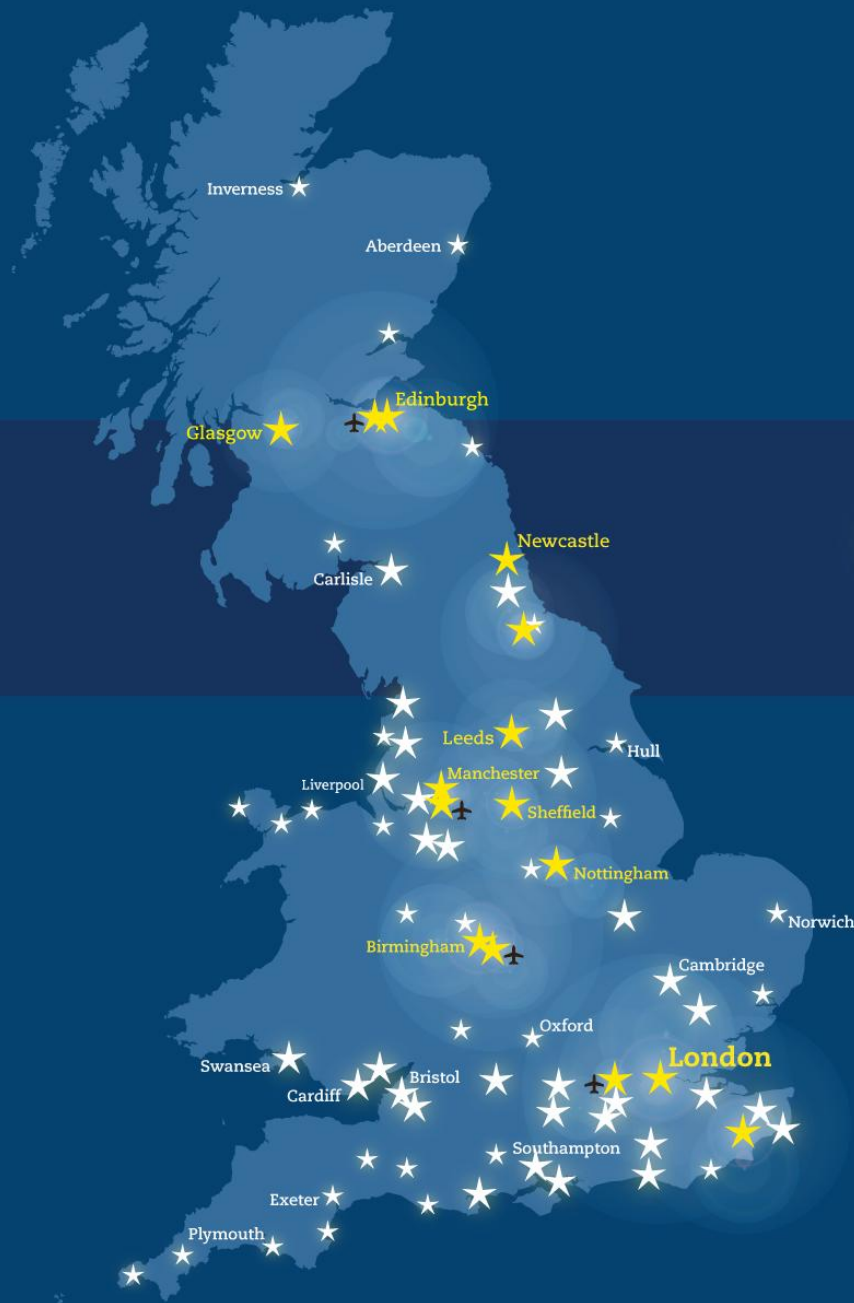 Inverness
Aberdeen
Edinburgh
Glasgow
Newcastle
Carlisle
Leeds
Hull
Manchester
Liverpool
Sheffield
Nottingham
Norwich
Birmingham
Cambridge
Oxford
London
Swansea
Bristol
Cardiff
Southampton
Exeter
Plymouth